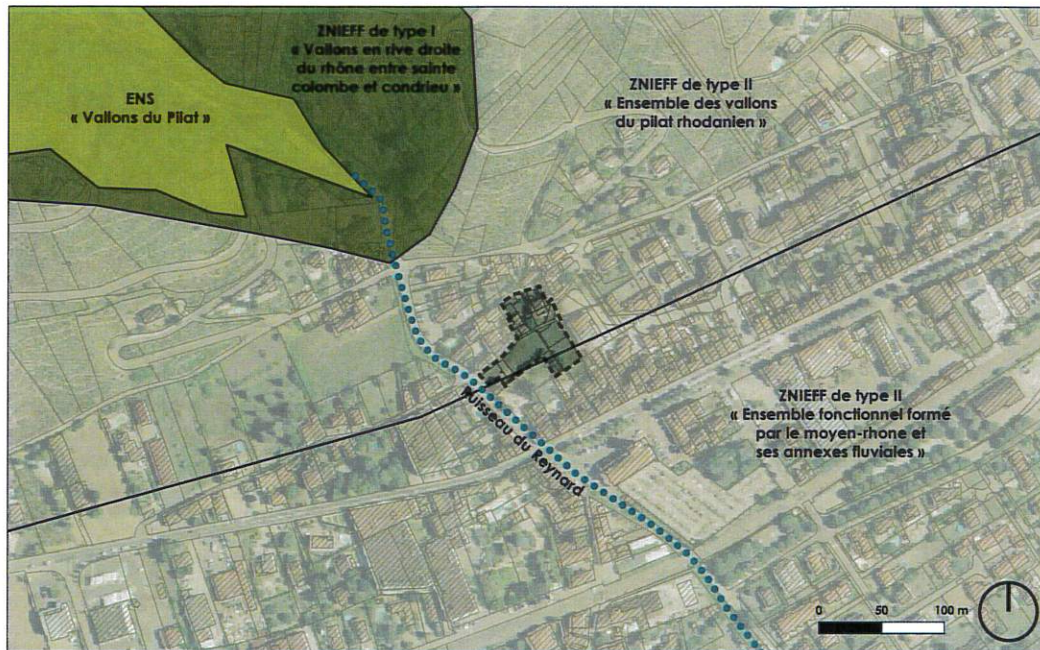 ZNIEFF de type I
« Vallons en rive droite
du rhône entre sainte
colombe et condrieu »
ENS
« Vallons du Pilat »
ZNIEFF de type II
« Ensemble des vallons
du pilat rhodanien »
ZNIEFF de type II
« Ensemble fonctionnel formé
par le moyen-rhone et
ses annexes fluviales »
Ruisseau du Reynard
0 50 100 m